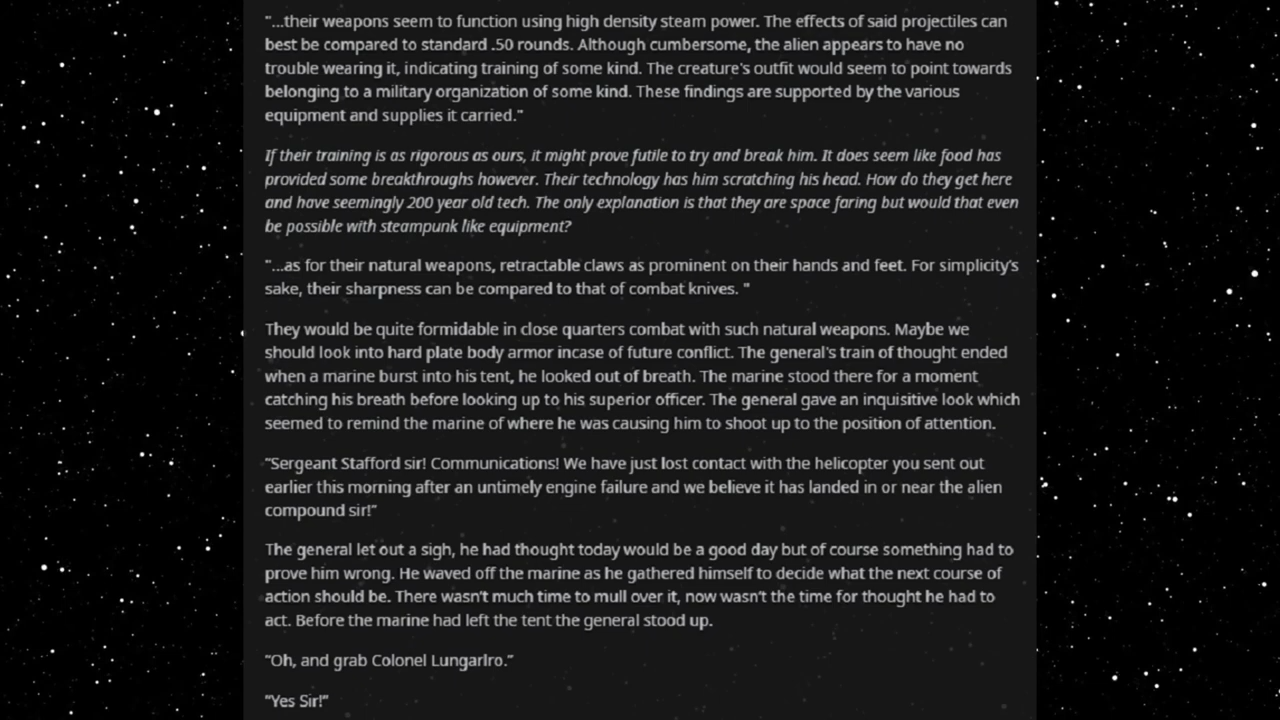 "...their weapons seem to function using high density steam power. The effects of said projectiles can
best be compared to standard .50 rounds. Although cumbersome, the alien appears to have no
trouble wearing it, indicating training of some kind. The creature's outfit would seem to point towards
belonging to a military organization of some kind. These findings are supported by the various
equipment and supplies it carried."
If their training is as rigorous as ours, it might prove futile to try and break him. It does seem like food has
provided some breakthroughs however. Their technology has him scratching his head. How do they get here
and have seemingly 200 year old tech. The only explanation is that they are space faring but would that even
be possible with steampunk like equipment?
"...as for their natural weapons, retractable claws as prominent on their hands and feet. For simplicity's
sake, their sharpness can be compared to that of combat knives. "
They would be quite formidable in close quarters combat with such natural weapons. Maybe we
should look into hard plate body armor incase of future conflict. The general's train of thought ended
when a marine burst into his tent, he looked out of breath. The marine stood there for a moment
catching his breath before looking up to his superior officer. The general gave an inquisitive look which
seemed to remind the marine of where he was causing him to shoot up to the position of attention.
"Sergeant Stafford sir! Communications! We have just lost contact with the helicopter you sent out
earlier this morning after an untimely engine failure and we believe it has landed in or near the alien
compound sir!"
The general let out a sigh, he had thought today would be a good day but of course something had to
prove him wrong. He waved off the marine as he gathered himself to decide what the next course of
action should be. There wasn't much time to mull over it, now wasn't the time for thought he had to
act. Before the marine had left the tent the general stood up.
"Oh, and grab Colonel Lungarlro."
"Yes Sir!"